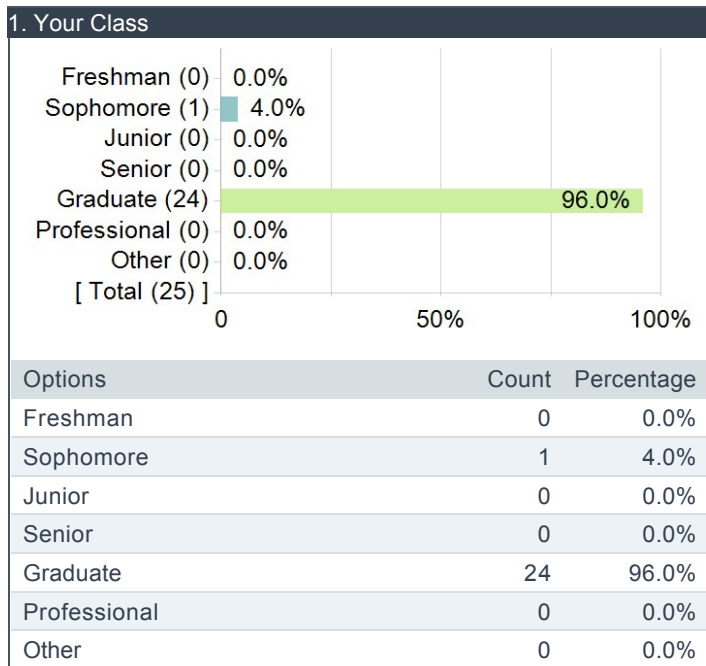 1. Your Class
Freshman (0) 0.0%
Sophomore (1) 4.0%
Junior (0) 0.0%
Senior (0) 0.0%
Graduate (24) 96.0%
Professional (0) 0.0%
Other (0) 0.0%
[ Total (25) ]
0 50% 100%
Options Count Percentage
Freshman 0 0.0%
Sophomore 1 4.0%
Junior 0 0.0%
Senior 0 0.0%
Graduate 24 96.0%
Professional 0 0.0%
Other 0 0.0%